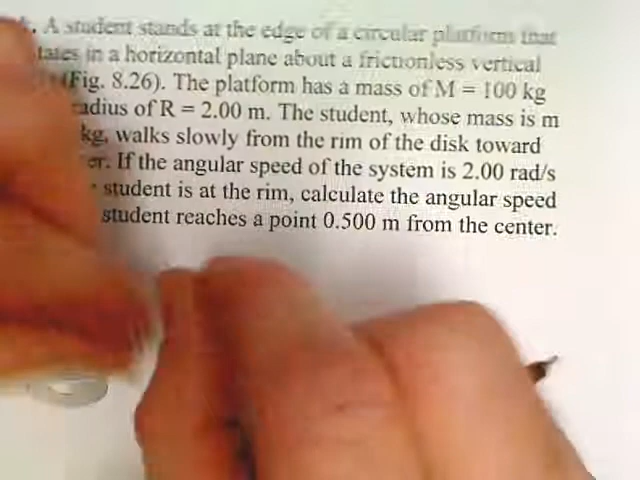 . A student stands at the edge of a circular platform that
tates in a horizontal plane about a frictionless vertical
(Fig. 8.26). The platform has a mass of M = 100 kg
adius of R = 2.00 m. The student, whose mass is m
kg, walks slowly from the rim of the disk toward
er. If the angular speed of the system is 2.00 rad/s
student is at the rim, calculate the angular speed
student reaches a point 0.500 m from the center.